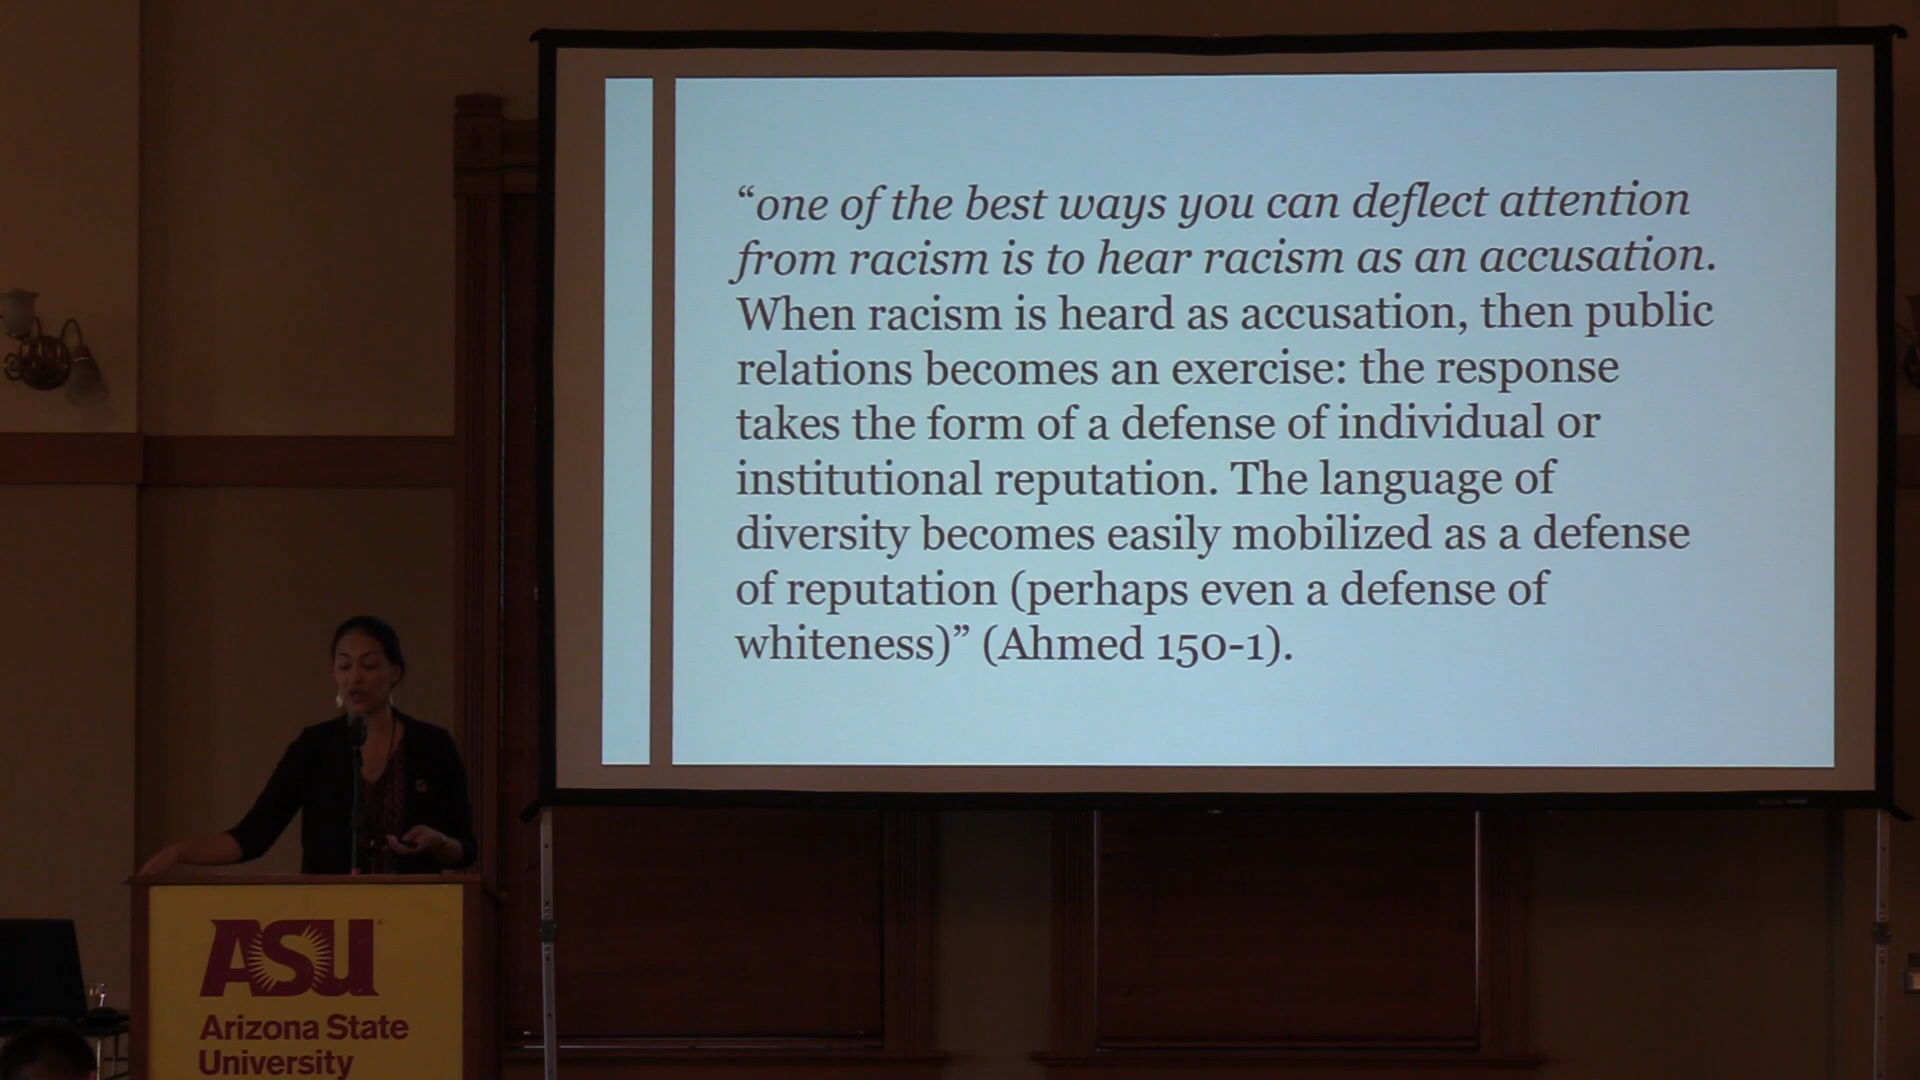 “one of the best ways you can deflect attention
from racism is to hear racism as an accusation.
When racism is heard as accusation, then public
relations becomes an exercise: the response
takes the form of a defense of individual or
institutional reputation. The language of
diversity becomes easily mobilized as a defense
of reputation (perhaps even a defense of
whiteness)” (Ahmed 150-1).
ASU
Arizona State
University